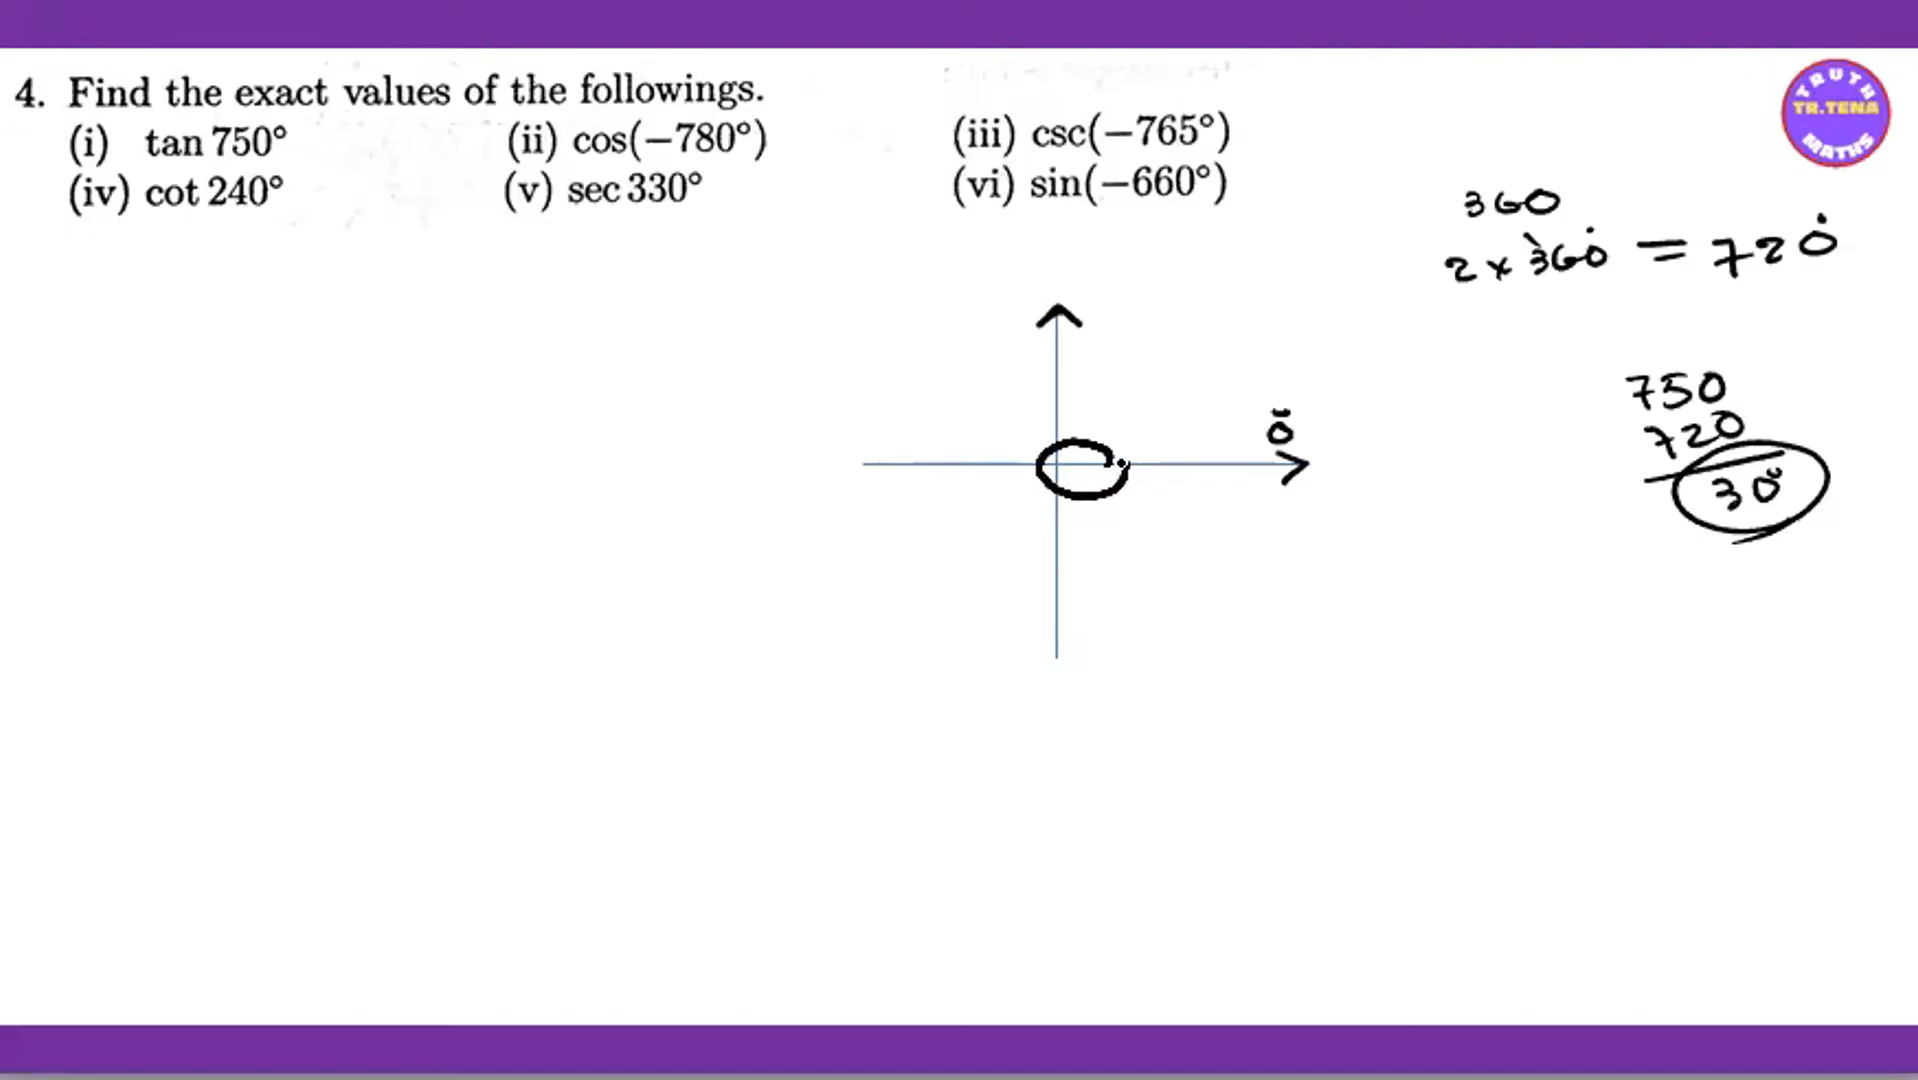 4. Find the exact values of the followings.
(i) tan 750° (ii) cos(−780°) (iii) csc(−765°)
(iv) cot 240° (v) sec 330° (vi) sin(−660°)
TRUTH
TR.TENA
MATHS
360
2 × 360° = 720°
0°
750
720
30°